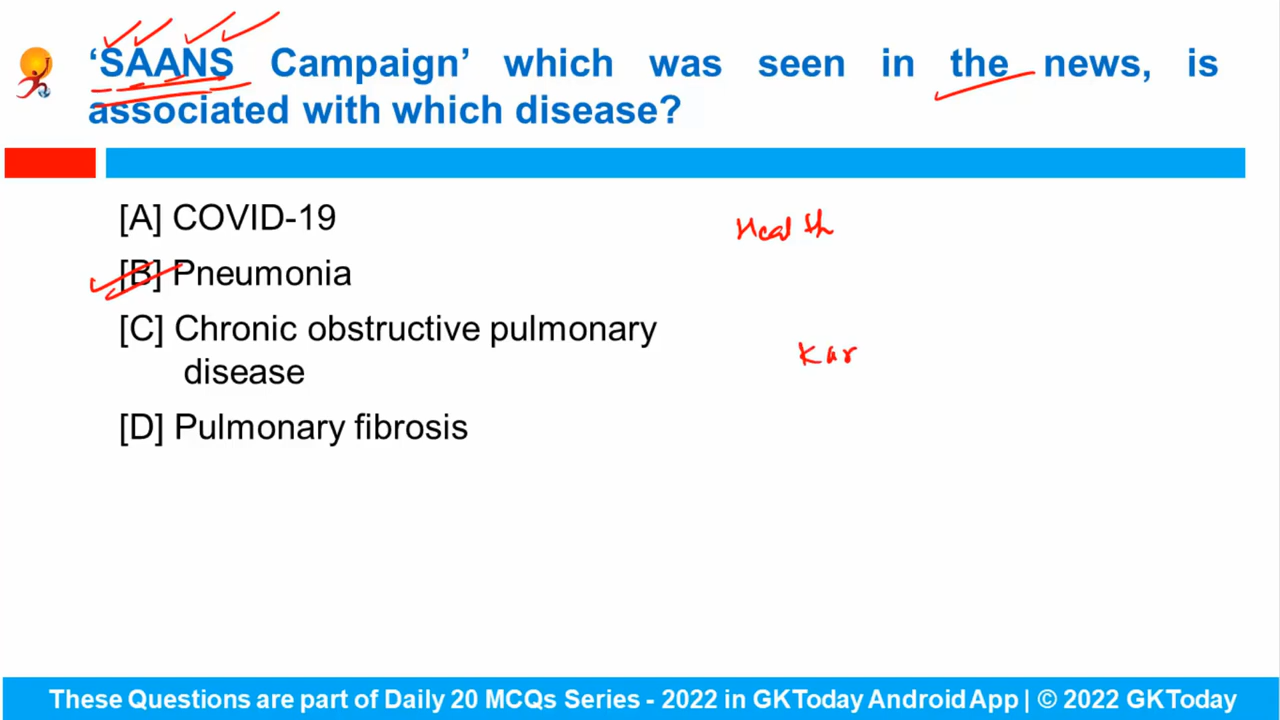 ‘SAANS Campaign’ which was seen in the news, is
associated with which disease?
[A] COVID-19
Health
[B] Pneumonia
[C] Chronic obstructive pulmonary
disease
Kar
[D] Pulmonary fibrosis
These Questions are part of Daily 20 MCQs Series - 2022 in GKToday Android App | © 2022 GKToday